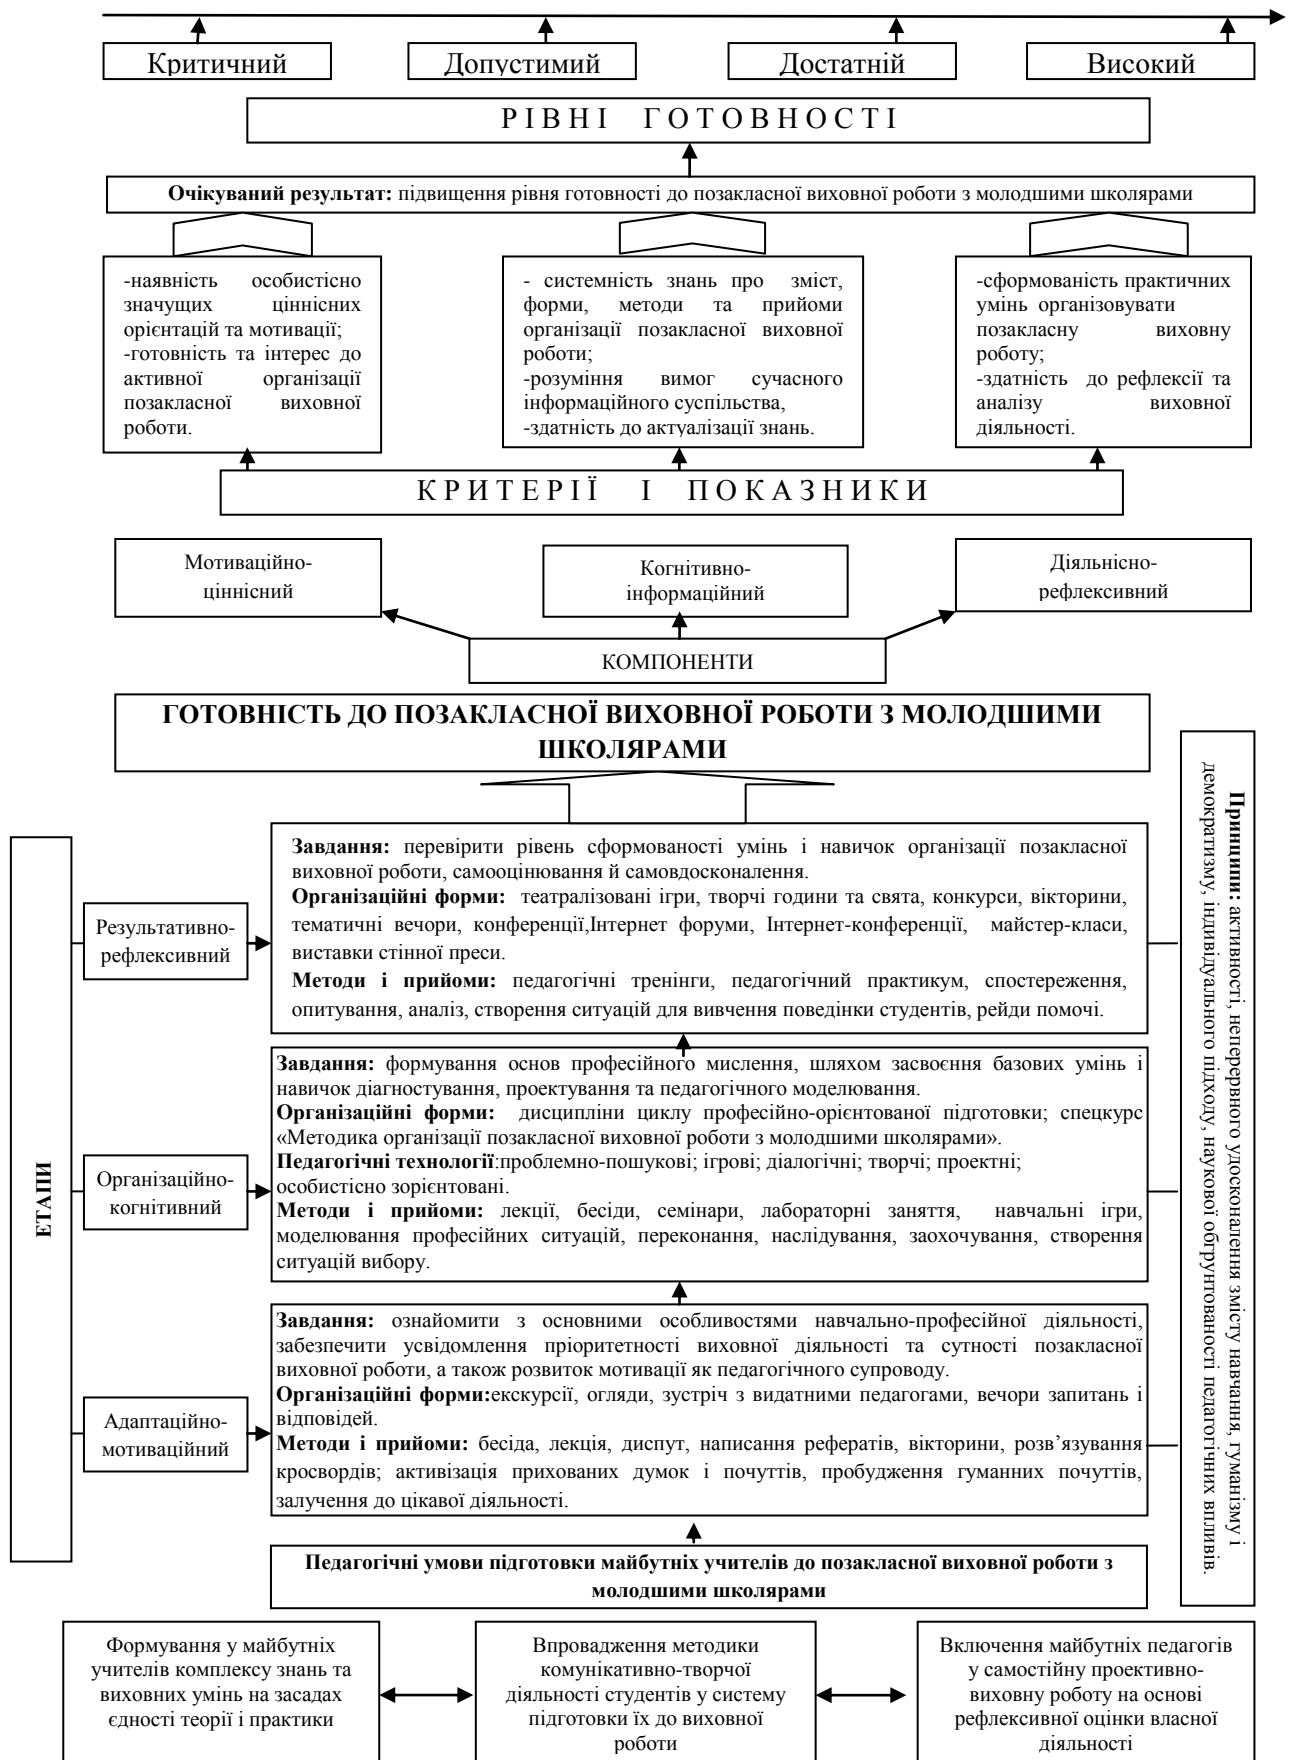 Критичний
Допустимий
Достатній
Високий
РІВНІ ГОТОВНОСТІ
Очікуваний результат: підвищення рівня готовності до позакласної виховної роботи з молодшими школярами
-наявність особистісно
значущих ціннісних
орієнтацій та мотивації;
-готовність та інтерес до
активної організації
позакласної виховної
роботи.
- системність знань про зміст,
форми, методи та прийоми
організації позакласної виховної
роботи;
-розуміння вимог сучасного
інформаційного суспільства,
-здатність до актуалізації знань.
-сформованість практичних
умінь організовувати
позакласну виховну
роботу;
-здатність до рефлексії та
аналізу виховної
діяльності.
КРИТЕРІЇ І ПОКАЗНИКИ
Мотиваційно-
ціннісний
Когнітивно-
інформаційний
Діяльнісно-
рефлексивний
КОМПОНЕНТИ
ГОТОВНІСТЬ ДО ПОЗАКЛАСНОЇ ВИХОВНОЇ РОБОТИ З МОЛОДШИМИ
ШКОЛЯРАМИ
ЕТАПИ
Результативно-
рефлексивний
Завдання: перевірити рівень сформованості умінь і навичок організації позакласної
виховної роботи, самооцінювання й самовдосконалення.
Організаційні форми: театралізовані ігри, творчі години та свята, конкурси, вікторини,
тематичні вечори, конференції,Інтернет форуми, Інтернет-конференції, майстер-класи,
виставки стінної преси.
Методи і прийоми: педагогічні тренінги, педагогічний практикум, спостереження,
опитування, аналіз, створення ситуацій для вивчення поведінки студентів, рейди помочі.
Організаційно-
когнітивний
Завдання: формування основ професійного мислення, шляхом засвоєння базових умінь і
навичок діагностування, проектування та педагогічного моделювання.
Організаційні форми: дисципліни циклу професійно-орієнтованої підготовки; спецкурс
«Методика організації позакласної виховної роботи з молодшими школярами».
Педагогічні технології:проблемно-пошукові; ігрові; діалогічні; творчі; проектні;
особистісно зорієнтовані.
Методи і прийоми: лекції, бесіди, семінари, лабораторні заняття, навчальні ігри,
моделювання професійних ситуацій, переконання, наслідування, заохочування, створення
ситуацій вибору.
Адаптаційно-
мотиваційний
Завдання: ознайомити з основними особливостями навчально-професійної діяльності,
забезпечити усвідомлення пріоритетності виховної діяльності та сутності позакласної
виховної роботи, а також розвиток мотивації як педагогічного супроводу.
Організаційні форми:екскурсії, огляди, зустріч з видатними педагогами, вечори запитань і
відповідей.
Методи і прийоми: бесіда, лекція, диспут, написання рефератів, вікторини, розв’язування
кросвордів; активізація прихованих думок і почуттів, пробудження гуманних почуттів,
залучення до цікавої діяльності.
Принципи: активності, неперервного удосконалення змісту навчання, гуманізму і
демократизму, індивідуального підходу, наукової обґрунтованості педагогічних впливів.
Педагогічні умови підготовки майбутніх учителів до позакласної виховної роботи з
молодшими школярами
Формування у майбутніх
учителів комплексу знань та
виховних умінь на засадах
єдності теорії і практики
Впровадження методики
комунікативно-творчої
діяльності студентів у систему
підготовки їх до виховної
роботи
Включення майбутніх педагогів
у самостійну проективно-
виховну роботу на основі
рефлексивної оцінки власної
діяльності